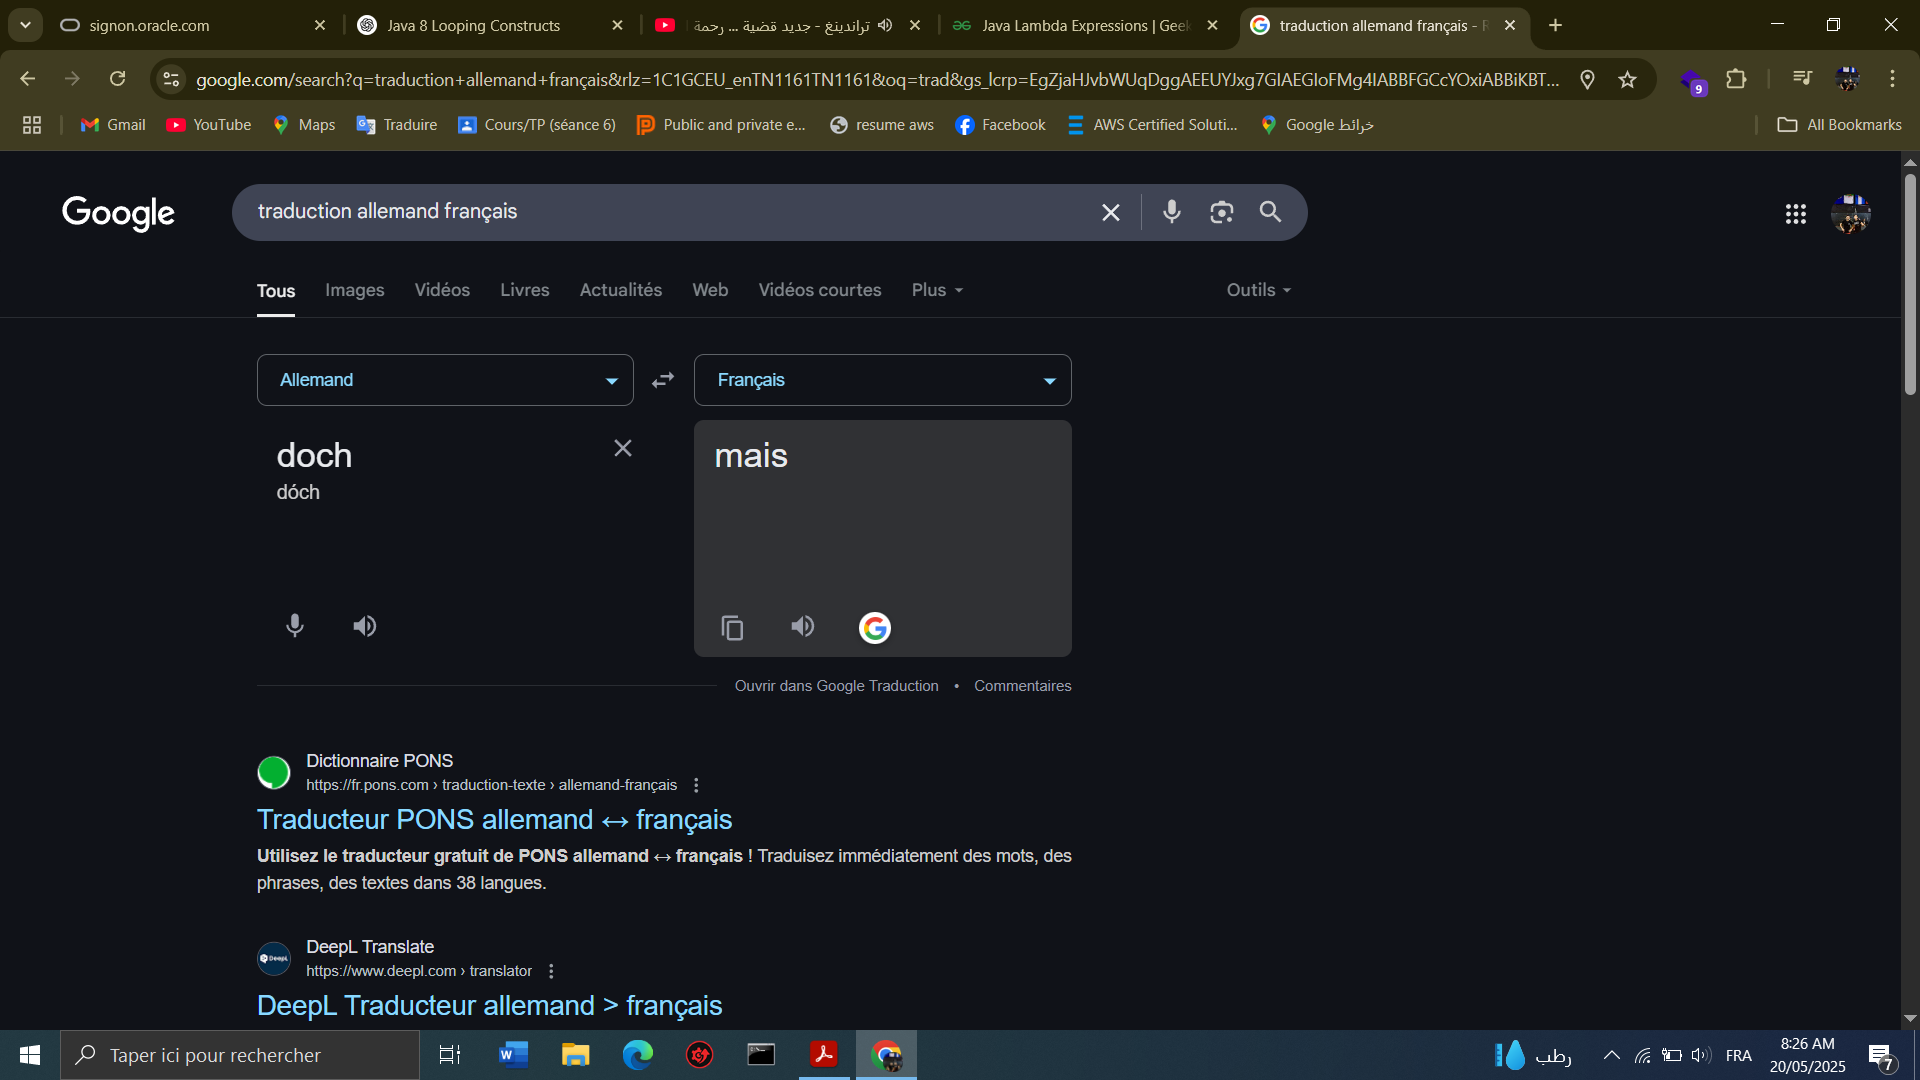 signon.oracle.com
Java 8 Looping Constructs
تراندينغ - جديد قضية ... رحمة
Java Lambda Expressions | Geek
traduction allemand français - R
google.com/search?q=traduction+allemand+français&rlz=1C1GCEU_enTN1161TN1161&oq=trad&gs_lcrp=EgZjaHJvbWUqDggAEEUYJxg7GIAEGIoFMg4IABBFGCcYOxiABBiKBT...
9
Gmail
YouTube
Maps
Traduire
Cours/TP (séance 6)
Public and private e...
resume aws
Facebook
AWS Certified Soluti...
خرائط Google
All Bookmarks
Google
traduction allemand français
Tous
Images
Vidéos
Livres
Actualités
Web
Vidéos courtes
Plus
Outils
Allemand
Français
doch
dóch
mais
Ouvrir dans Google Traduction • Commentaires
Dictionnaire PONS
https://fr.pons.com › traduction-texte › allemand-français
Traducteur PONS allemand ↔ français
Utilisez le traducteur gratuit de PONS allemand ↔ français ! Traduisez immédiatement des mots, des
phrases, des textes dans 38 langues.
DeepL
DeepL Translate
https://www.deepl.com › translator
DeepL Traducteur allemand > français
Taper ici pour rechercher
رطب
FRA
8:26 AM
20/05/2025
7